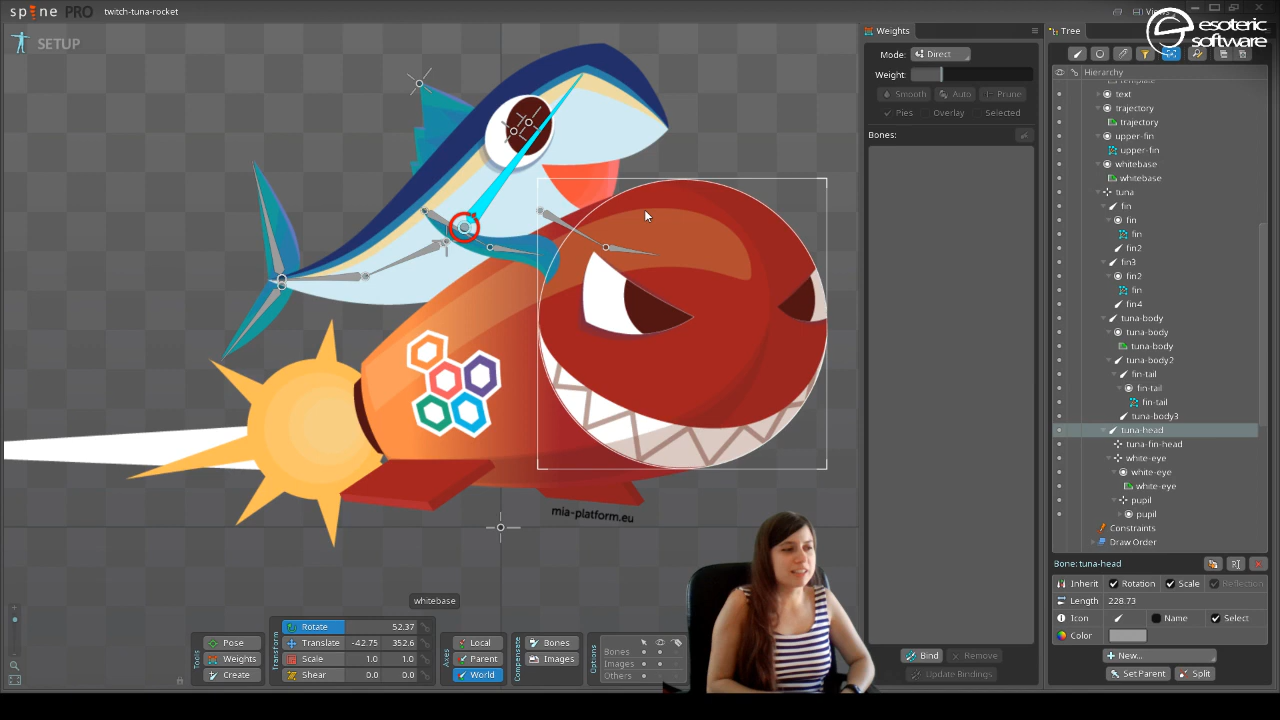 spine PRO twitch-tuna-rocket
Views
esoteric
software
SETUP
Weights
Tree
Mode: Direct
Weight:
Smooth Auto Prune
Pies Overlay Selected
Bones:
Hierarchy
template
text
trajectory
trajectory
upper-fin
upper-fin
whitebase
whitebase
tuna
fin
fin
fin
fin2
fin3
fin2
fin
fin4
tuna-body
tuna-body
tuna-body
tuna-body2
fin-tail
fin-tail
fin-tail
tuna-body3
tuna-head
tuna-fin-head
white-eye
white-eye
white-eye
pupil
pupil
Constraints
Draw Order
mia-platform.eu
Bone: tuna-head
Inherit Rotation Scale Reflection
Length 228.73
Icon Name Select
Color
New...
Set Parent Split
whitebase
Tools
Pose
Weights
Create
Transform
Rotate 52.37
Translate -42.75 352.6
Scale 1.0 1.0
Shear 0.0 0.0
Axes
Local
Parent
World
Compensate
Bones
Images
Options
Bones
Images
Others
Bind Remove
Update Bindings